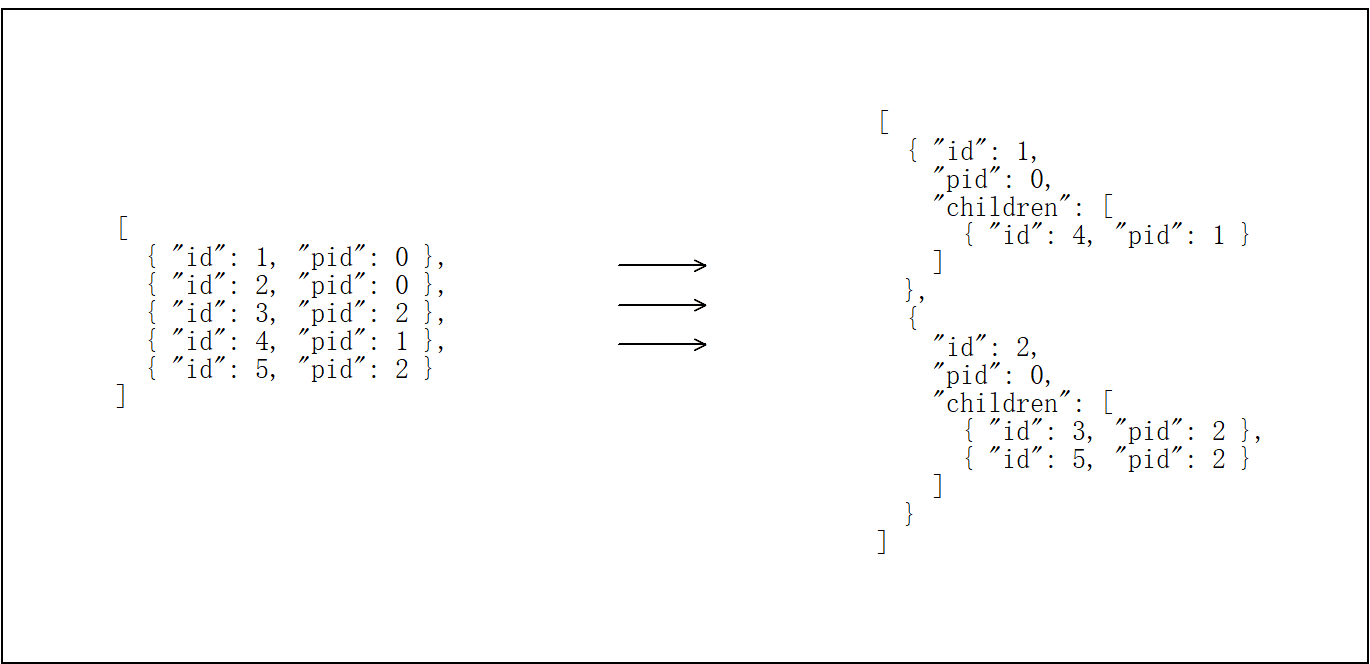 [
{ "id": 1, "pid": 0 },
{ "id": 2, "pid": 0 },
{ "id": 3, "pid": 2 },
{ "id": 4, "pid": 1 },
{ "id": 5, "pid": 2 }
]
[
{ "id": 1,
"pid": 0,
"children": [
{ "id": 4, "pid": 1 }
]
},
{
"id": 2,
"pid": 0,
"children": [
{ "id": 3, "pid": 2 },
{ "id": 5, "pid": 2 }
]
}
]